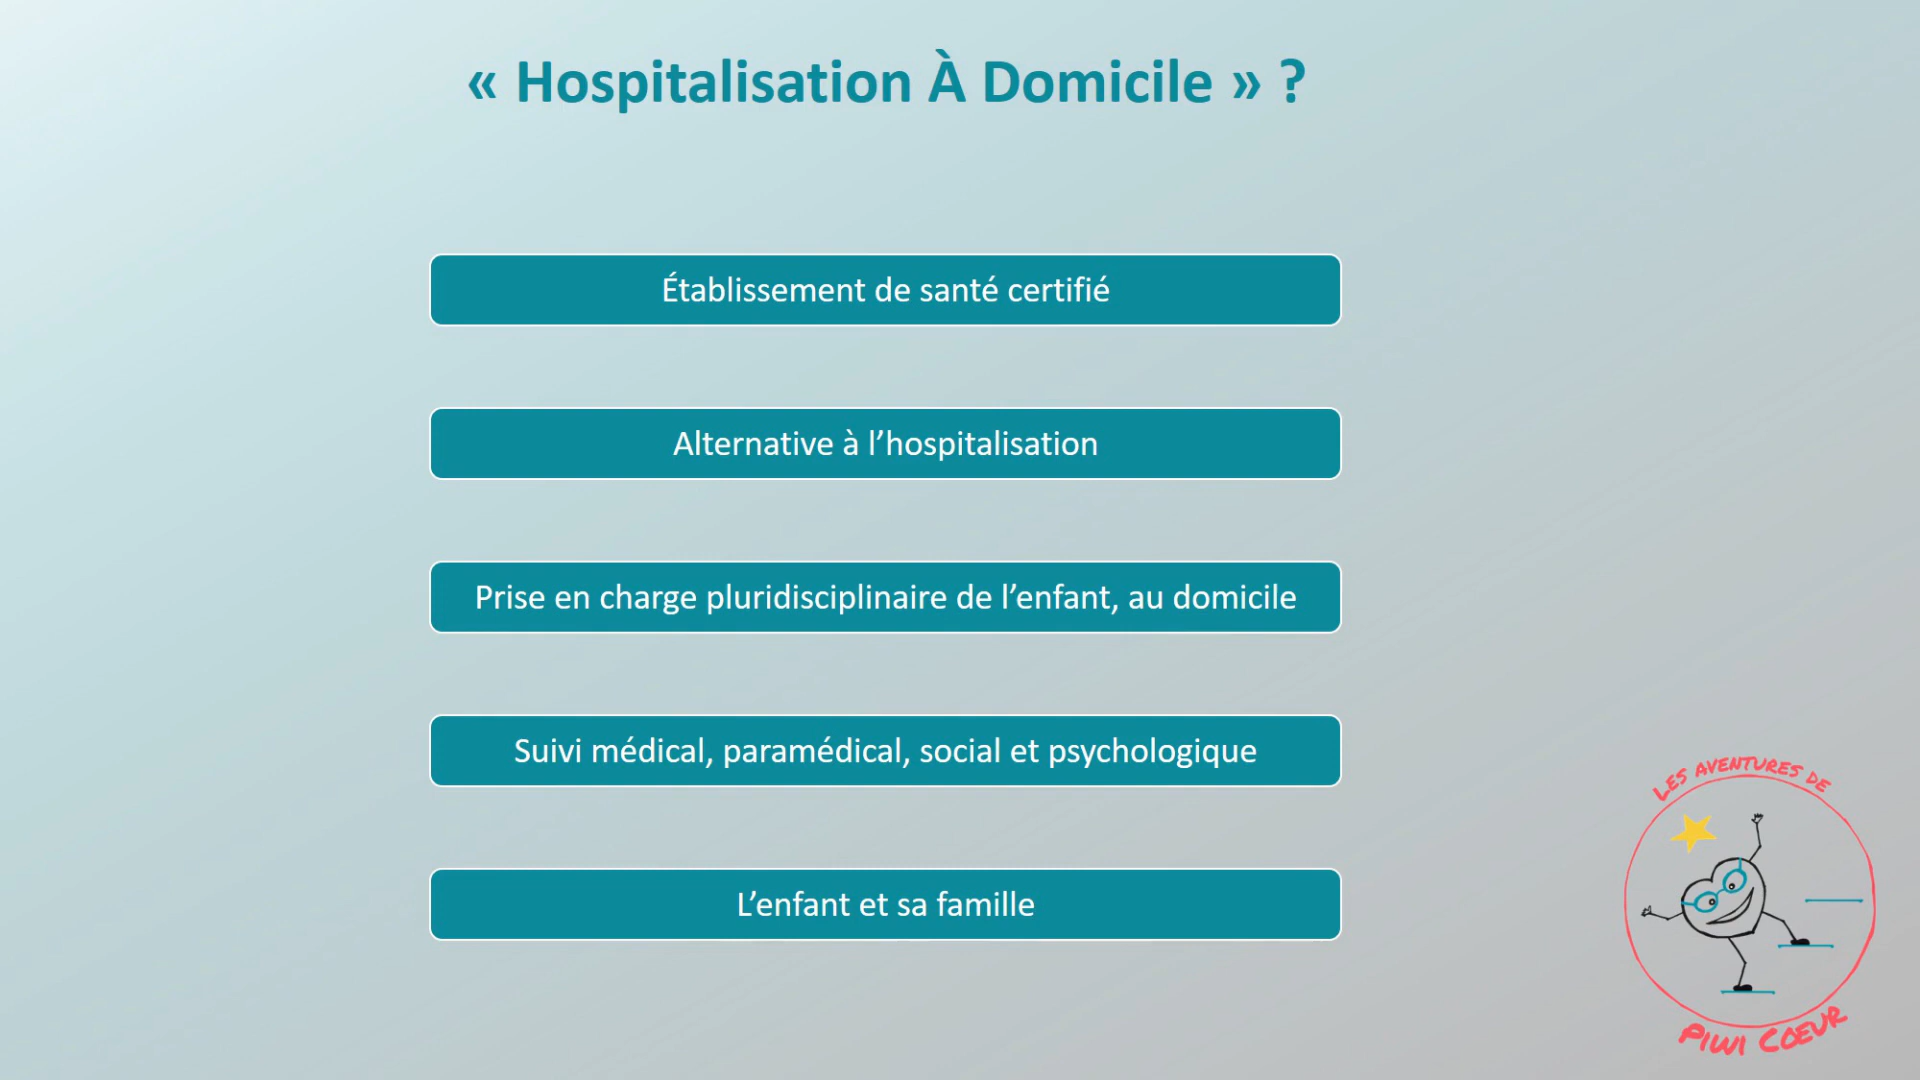 « Hospitalisation À Domicile » ?
Établissement de santé certifié
Alternative à l’hospitalisation
Prise en charge pluridisciplinaire de l’enfant, au domicile
Suivi médical, paramédical, social et psychologique
L’enfant et sa famille
LES AVENTURES DE
PIWI COEUR